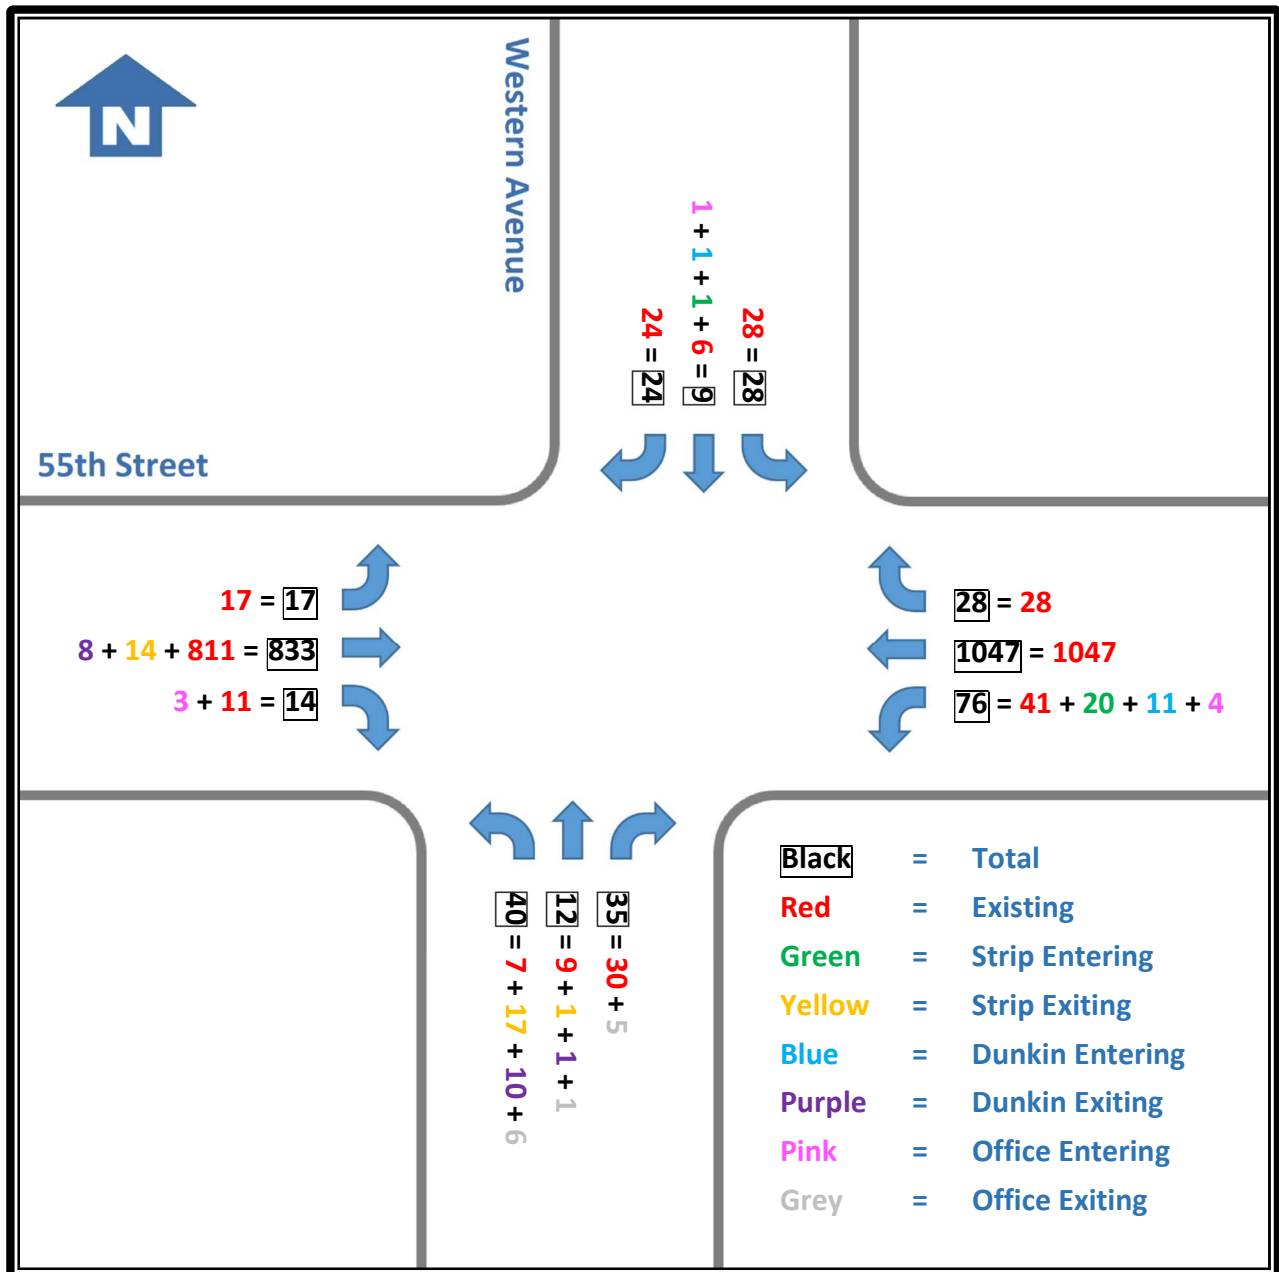 N
Western Avenue
1 + 1 + 1 + 6 = 9
24 = 24
28 = 28
55th Street
17 = 17
8 + 14 + 811 = 833
3 + 11 = 14
28 = 28
1047 = 1047
76 = 41 + 20 + 11 + 4
40 = 7 + 17 + 10 + 6
12 = 9 + 1 + 1 + 1
35 = 30 + 5
Black = Total
Red = Existing
Green = Strip Entering
Yellow = Strip Exiting
Blue = Dunkin Entering
Purple = Dunkin Exiting
Pink = Office Entering
Grey = Office Exiting